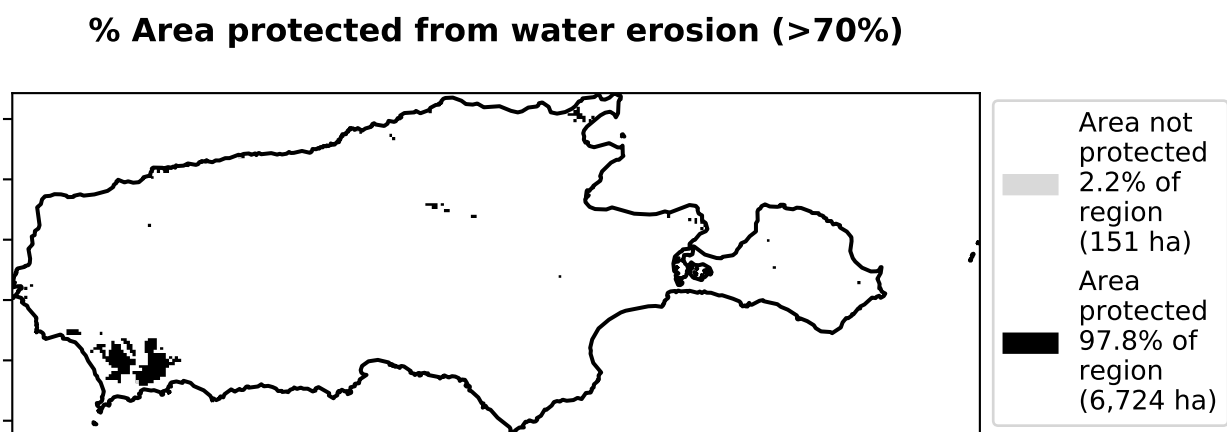 % Area protected from water erosion (>70%)
Area not
protected
2.2% of
region
(151 ha)
Area
protected
97.8% of
region
(6,724 ha)